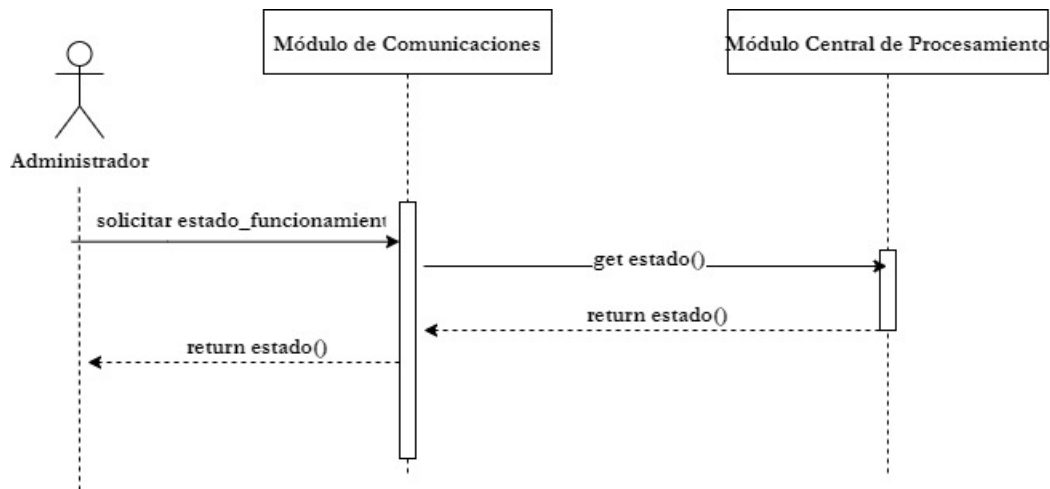 Módulo de Comunicaciones
Módulo Central de Procesamiento
Administrador
solicitar estado_funcionamient
get estado()
return estado()
return estado()